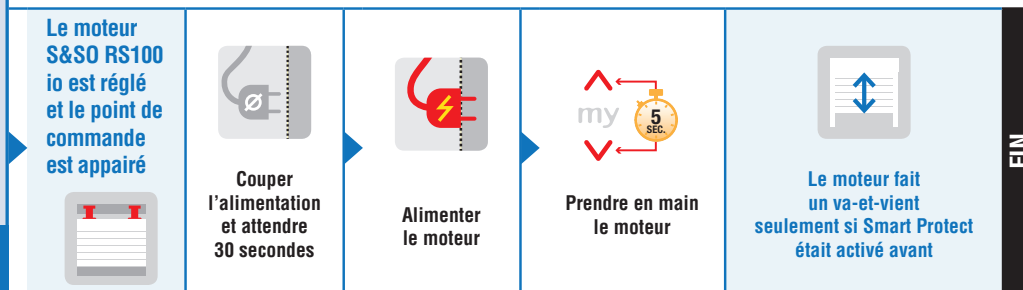 Le moteur
S&SO RS100
io est réglé
et le point de
commande
est appairé
Couper
l'alimentation
et attendre
30 secondes
Alimenter
le moteur
my
5
SEC.
Prendre en main
le moteur
Le moteur fait
un va-et-vient
seulement si Smart Protect
était activé avant
FIN